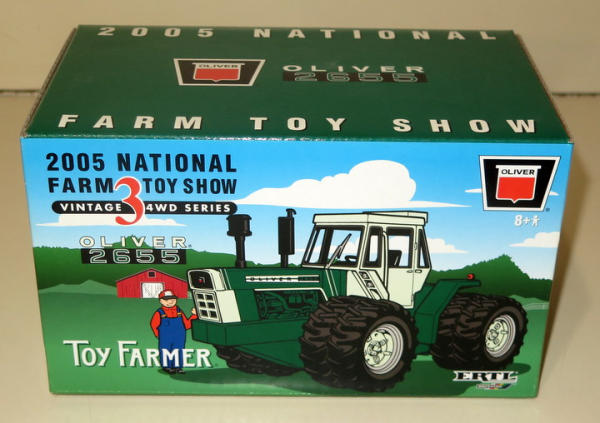 2005 NATIONAL
OLIVER
OLIVER
2655
FARM TOY SHOW
2005 NATIONAL
FARM 3 TOY SHOW
VINTAGE 4WD SERIES
OLIVER
8+
OLIVER
2655
OLIVER
TOY FARMER
ERTL